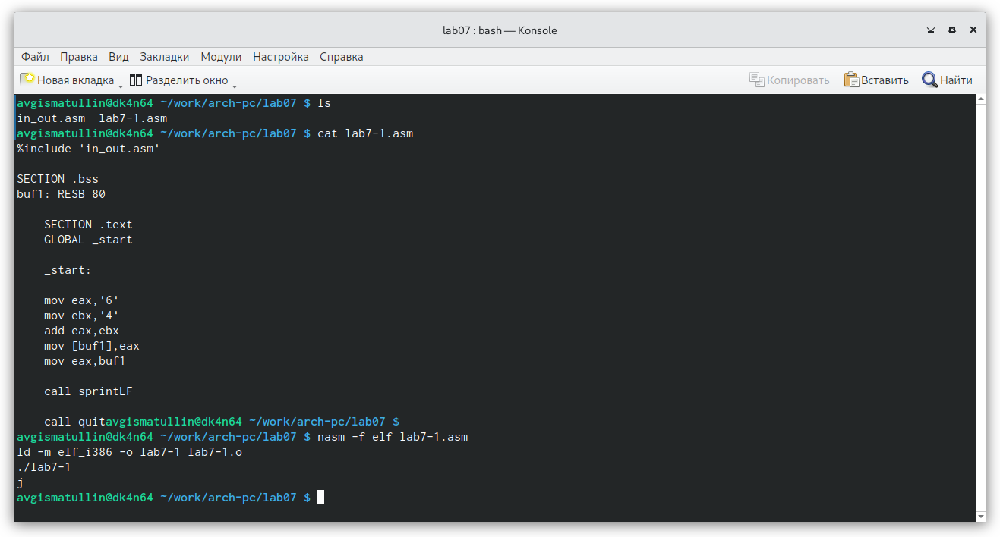 lab07 : bash — Konsole
Файл Правка Вид Закладки Модули Настройка Справка
Новая вкладка Разделить окно Копировать Вставить Найти
avgismatullin@dk4n64 ~/work/arch-pc/lab07 $ ls
in_out.asm  lab7-1.asm
avgismatullin@dk4n64 ~/work/arch-pc/lab07 $ cat lab7-1.asm
%include 'in_out.asm'
SECTION .bss
buf1: RESB 80
SECTION .text
GLOBAL _start
_start:
mov eax,'6'
mov ebx,'4'
add eax,ebx
mov [buf1],eax
mov eax,buf1
call sprintLF
call quitavgismatullin@dk4n64 ~/work/arch-pc/lab07 $
avgismatullin@dk4n64 ~/work/arch-pc/lab07 $ nasm -f elf lab7-1.asm
ld -m elf_i386 -o lab7-1 lab7-1.o
./lab7-1
j
avgismatullin@dk4n64 ~/work/arch-pc/lab07 $